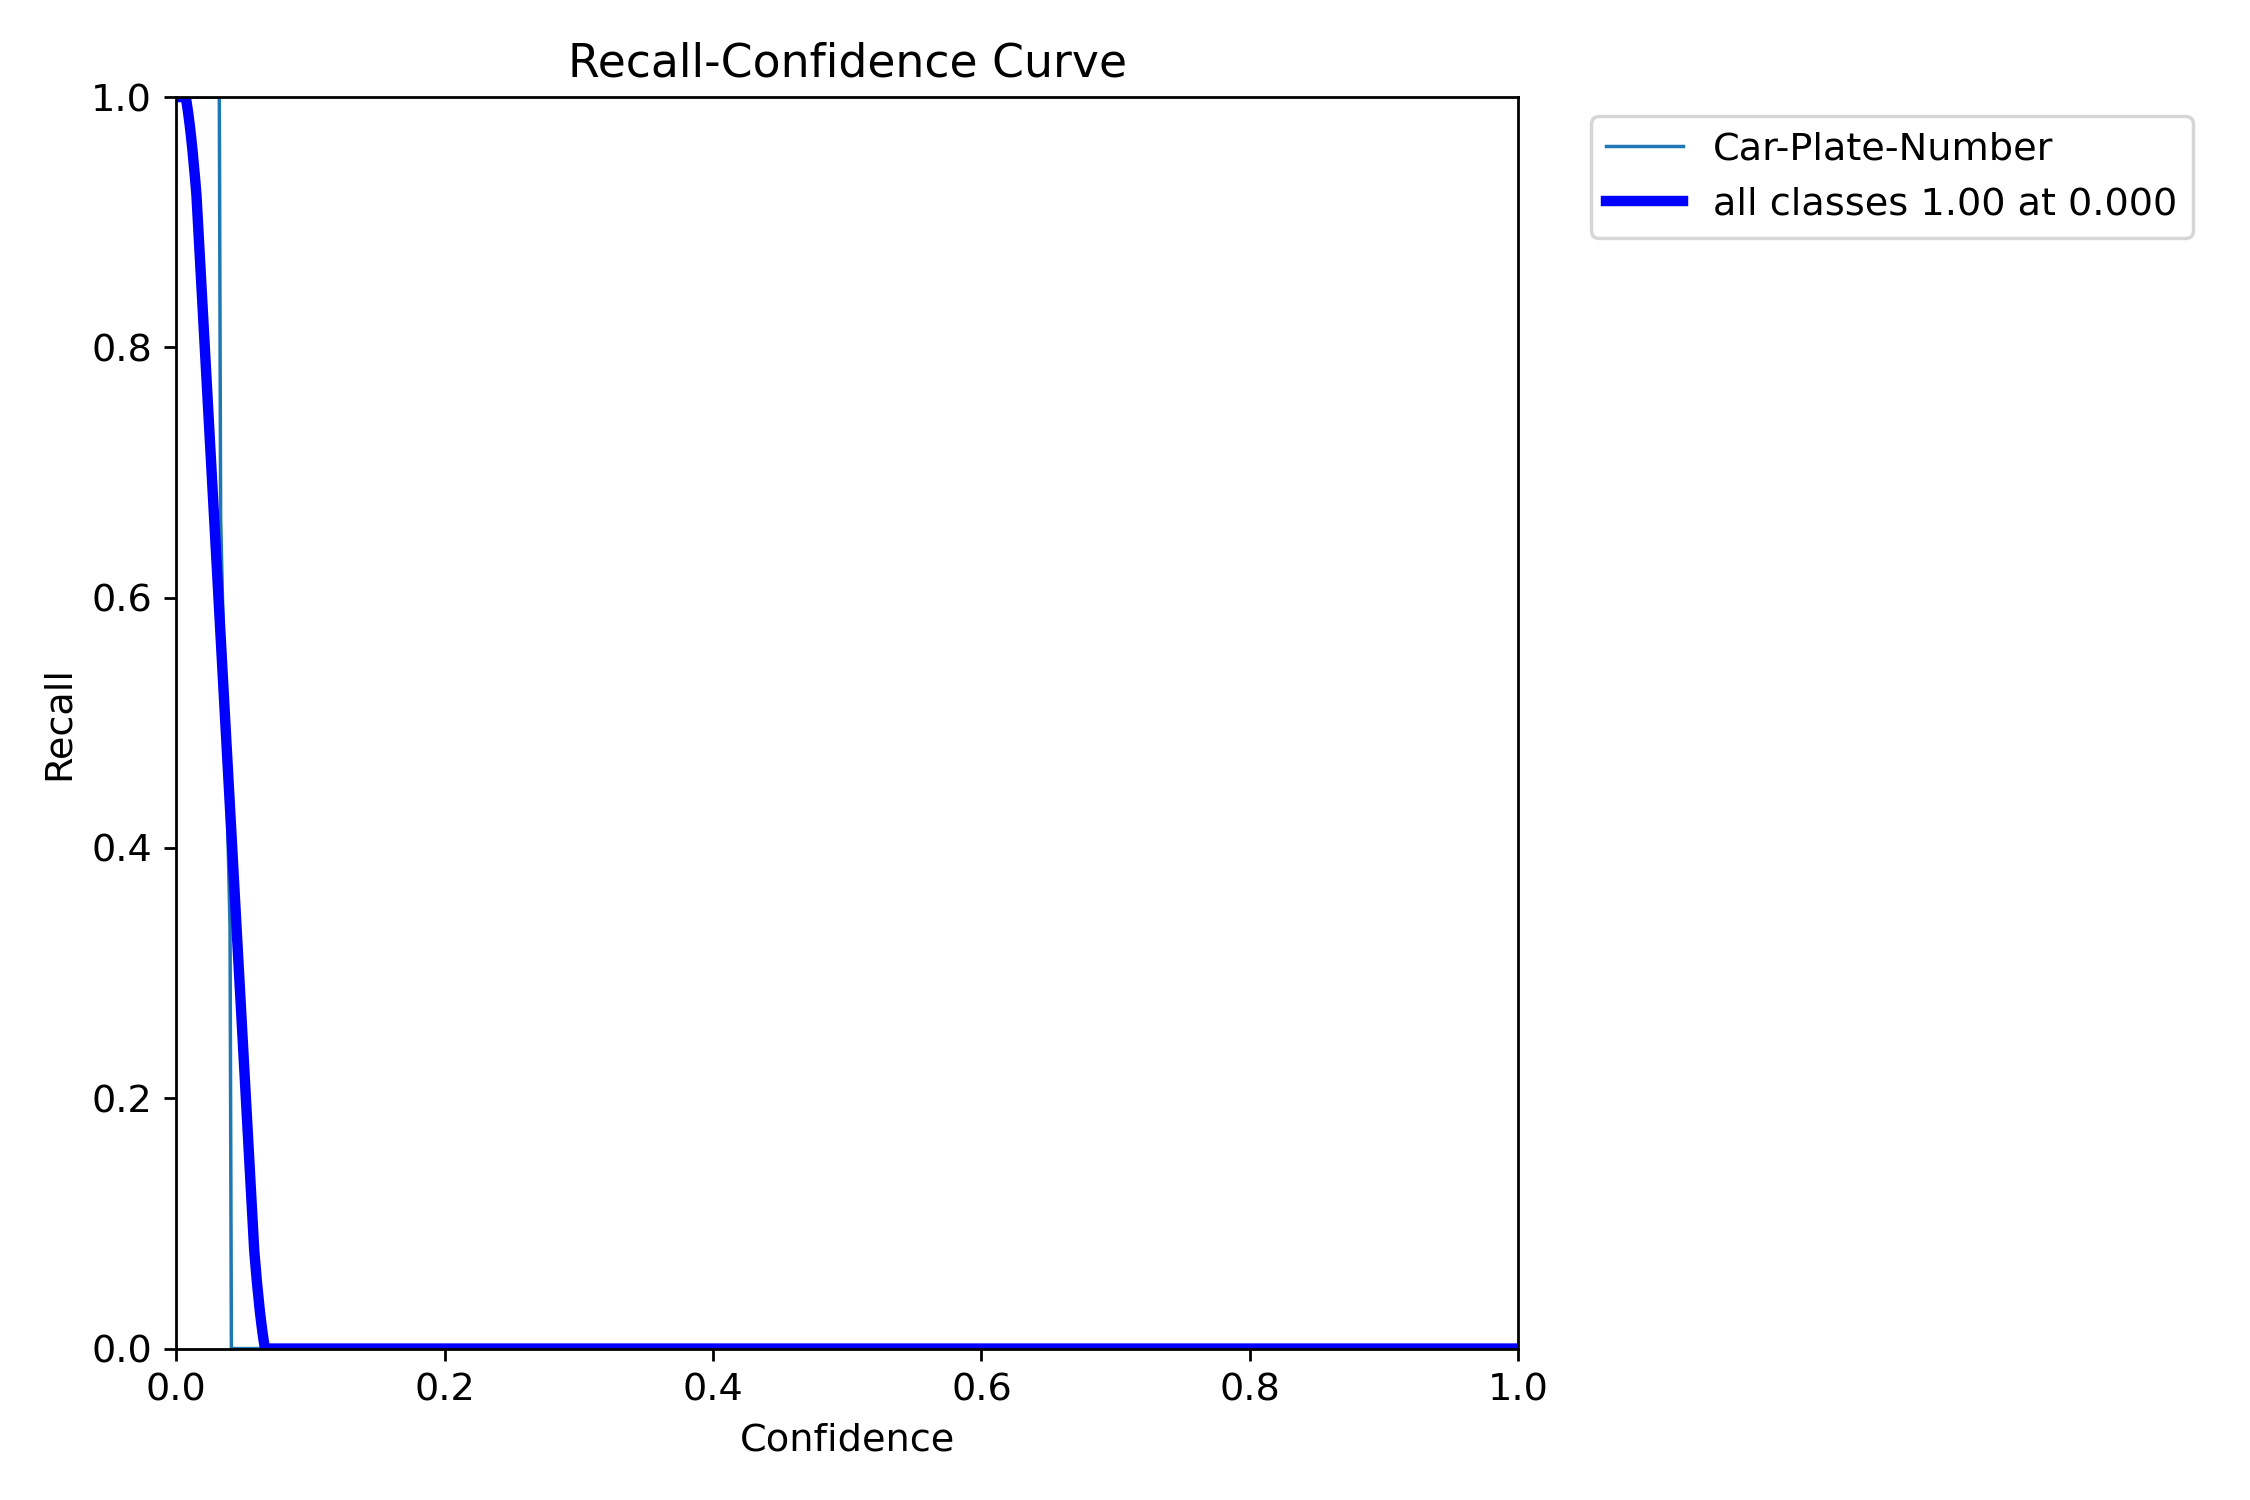 Recall-Confidence Curve
1.0
0.8
0.6
0.4
0.2
0.0
Recall
0.0 0.2 0.4 0.6 0.8 1.0
Confidence
Car-Plate-Number
all classes 1.00 at 0.000